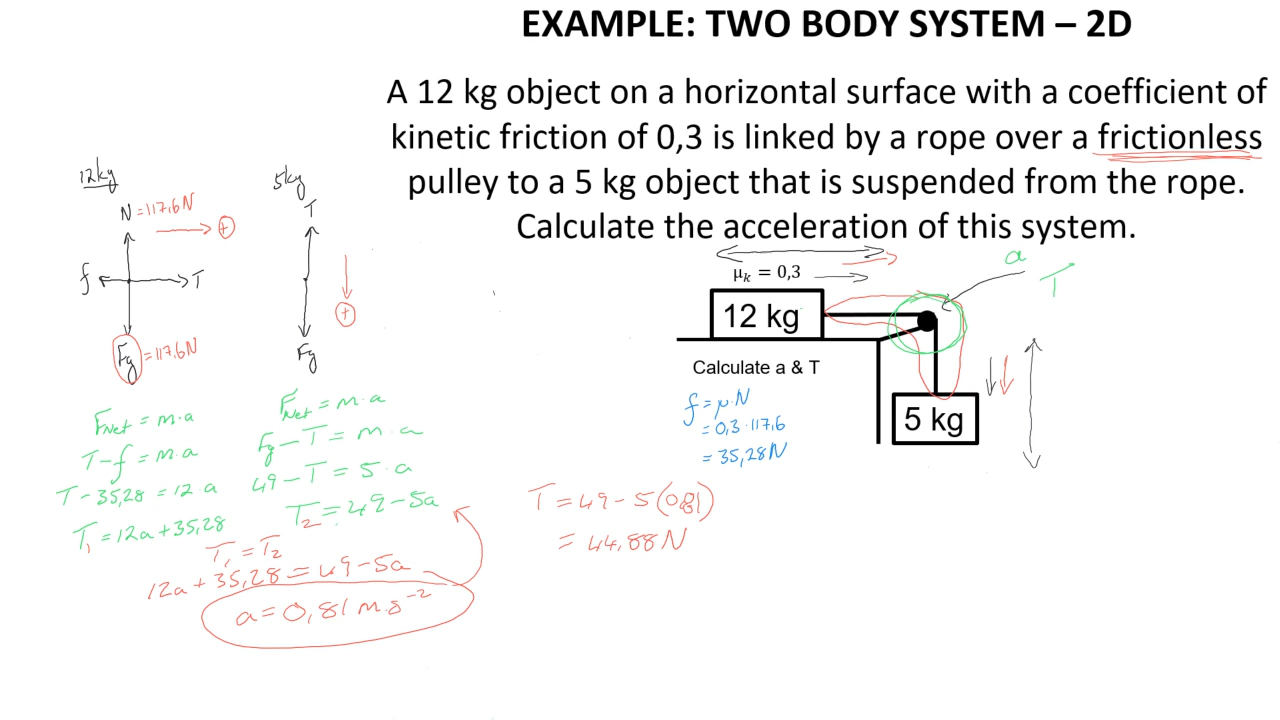 EXAMPLE: TWO BODY SYSTEM – 2D
A 12 kg object on a horizontal surface with a coefficient of
kinetic friction of 0,3 is linked by a rope over a frictionless
pulley to a 5 kg object that is suspended from the rope.
Calculate the acceleration of this system.
12kg
N = 117,6N
+
f
T
Fg = 117,6N
5kg
T
+
Fg
μₖ = 0,3
a
T
12 kg
Calculate a & T
5 kg
f = μ·N
= 0,3·117,6
= 35,28N
FNet = m·a
T - f = m·a
T - 35,28 = 12·a
T₁ = 12a + 35,28
FNet = m·a
Fg - T = m·a
49 - T = 5·a
T₂ = 49 - 5a
T₁ = T₂
12a + 35,28 = 49 - 5a
a = 0,81 m·s⁻²
T = 49 - 5(0,81)
= 44,88N